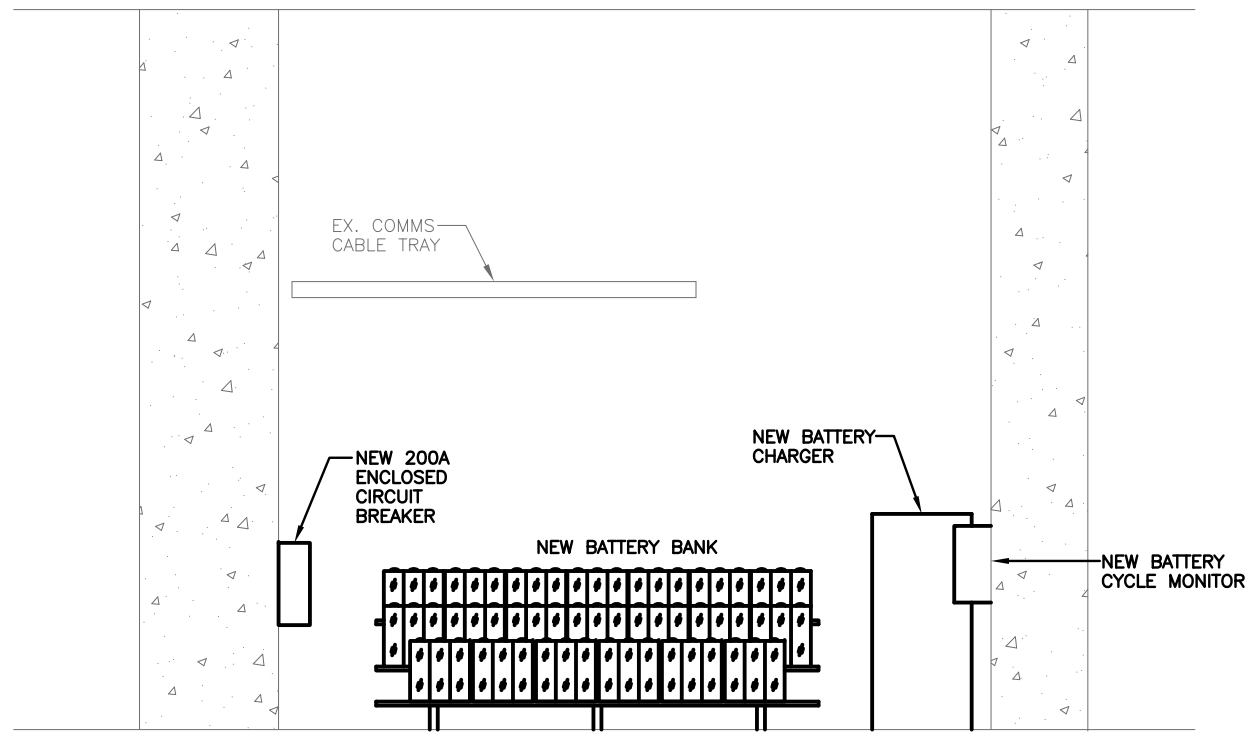 EX. COMMS
CABLE TRAY
NEW BATTERY
CHARGER
NEW 200A
ENCLOSED
CIRCUIT
BREAKER
NEW BATTERY BANK
NEW BATTERY
CYCLE MONITOR